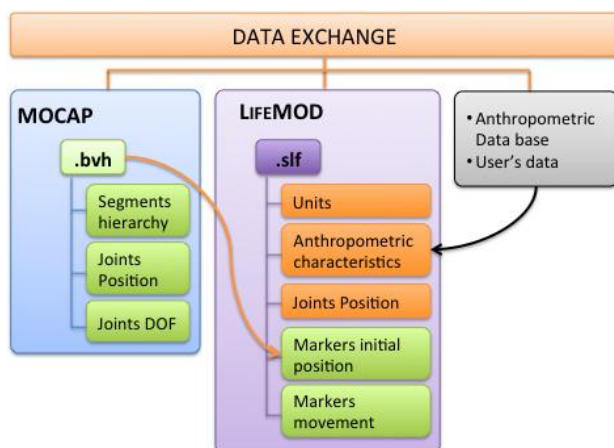 DATA EXCHANGE
MOCAP
.bvh
Segments
hierarchy
Joints
Position
Joints DOF
LIFEMOD
.slf
Units
Anthropometric
characteristics
Joints Position
Markers initial
position
Markers
movement
• Anthropometric
Data base
• User's data